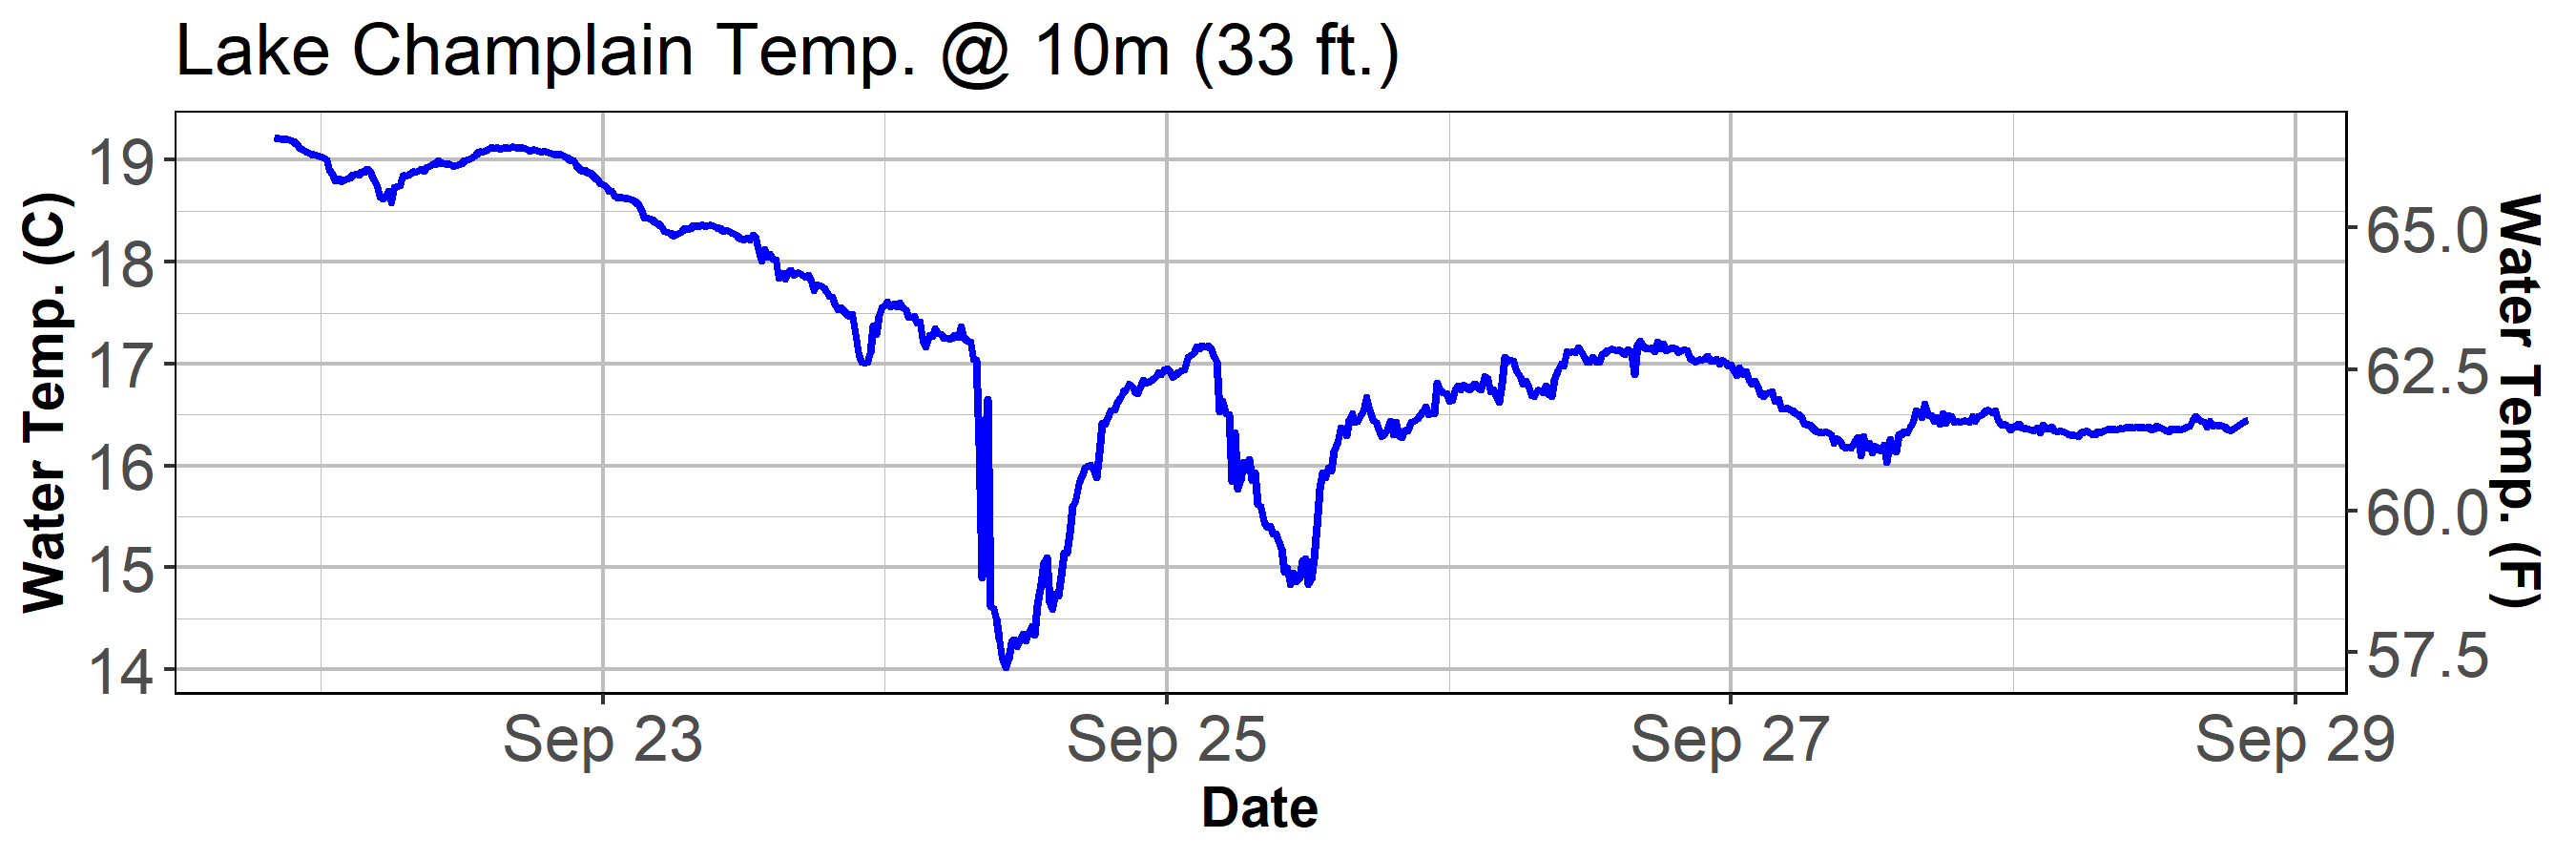 Lake Champlain Temp. @ 10m (33 ft.)
Water Temp. (C)
19
18
17
16
15
14
65.0
62.5
60.0
57.5
Water Temp. (F)
Sep 23
Sep 25
Sep 27
Sep 29
Date